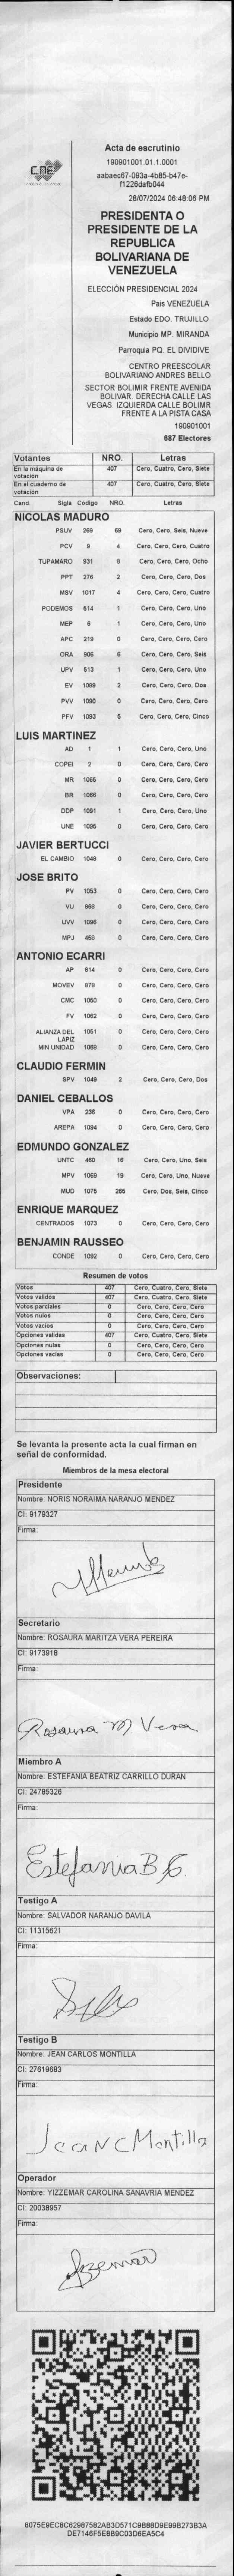 CNE
Acta de escrutinio
190901001.01.1.0001
aabaec67-093a-4b85-b47e-
f1226dafb044
28/07/2024 06:48:06 PM
PRESIDENTA O
PRESIDENTE DE LA
REPUBLICA
BOLIVARIANA DE
VENEZUELA
ELECCIÓN PRESIDENCIAL 2024
Pais VENEZUELA
Estado EDO. TRUJILLO
Municipio MP. MIRANDA
Parroquia PQ. EL DIVIDIVE
CENTRO PREESCOLAR
BOLIVARIANO ANDRES BELLO
SECTOR BOLIMIR FRENTE AVENIDA
BOLIVAR. DERECHA CALLE LAS
VEGAS. IZQUIERDA CALLE BOLIMR
FRENTE A LA PISTA CASA
190901001
687 Electores
Votantes NRO. Letras
En la máquina de votación 407 Cero, Cuatro, Cero, Siete
En el cuaderno de votación 407 Cero, Cuatro, Cero, Siete
Cand. Sigla Codigo NRO. Letras
NICOLAS MADURO
PSUV 269 69 Cero, Cero, Seis, Nueve
PCV 9 4 Cero, Cero, Cero, Cuatro
TUPAMARO 931 8 Cero, Cero, Cero, Ocho
PPT 276 2 Cero, Cero, Cero, Dos
MSV 1017 4 Cero, Cero, Cero, Cuatro
PODEMOS 514 1 Cero, Cero, Cero, Uno
MEP 6 1 Cero, Cero, Cero, Uno
APC 219 0 Cero, Cero, Cero, Cero
ORA 906 6 Cero, Cero, Cero, Seis
UPV 513 1 Cero, Cero, Cero, Uno
EV 1089 2 Cero, Cero, Cero, Dos
PVV 1090 0 Cero, Cero, Cero, Cero
PFV 1093 5 Cero, Cero, Cero, Cinco
LUIS MARTINEZ
AD 1 1 Cero, Cero, Cero, Uno
COPEI 2 0 Cero, Cero, Cero, Cero
MR 1065 0 Cero, Cero, Cero, Cero
BR 1066 0 Cero, Cero, Cero, Cero
DDP 1091 1 Cero, Cero, Cero, Uno
UNE 1095 0 Cero, Cero, Cero, Cero
JAVIER BERTUCCI
EL CAMBIO 1048 0 Cero, Cero, Cero, Cero
JOSE BRITO
PV 1053 0 Cero, Cero, Cero, Cero
VU 868 0 Cero, Cero, Cero, Cero
UVV 1096 0 Cero, Cero, Cero, Cero
MPJ 458 0 Cero, Cero, Cero, Cero
ANTONIO ECARRI
AP 814 0 Cero, Cero, Cero, Cero
MOVEV 878 0 Cero, Cero, Cero, Cero
CMC 1050 0 Cero, Cero, Cero, Cero
FV 1062 0 Cero, Cero, Cero, Cero
ALIANZA DEL LAPIZ 1051 0 Cero, Cero, Cero, Cero
MIN UNIDAD 1068 0 Cero, Cero, Cero, Cero
CLAUDIO FERMIN
SPV 1049 2 Cero, Cero, Cero, Dos
DANIEL CEBALLOS
VPA 236 0 Cero, Cero, Cero, Cero
AREPA 1094 0 Cero, Cero, Cero, Cero
EDMUNDO GONZALEZ
UNTC 460 16 Cero, Cero, Uno, Seis
MPV 1069 19 Cero, Cero, Uno, Nueve
MUD 1075 265 Cero, Dos, Seis, Cinco
ENRIQUE MARQUEZ
CENTRADOS 1073 0 Cero, Cero, Cero, Cero
BENJAMIN RAUSSEO
CONDE 1092 0 Cero, Cero, Cero, Cero
Resumen de votos
Votos 407 Cero, Cuatro, Cero, Siete
Votos validos 407 Cero, Cuatro, Cero, Siete
Votos parciales 0 Cero, Cero, Cero, Cero
Votos nulos 0 Cero, Cero, Cero, Cero
Votos vacios 0 Cero, Cero, Cero, Cero
Opciones validas 407 Cero, Cuatro, Cero, Siete
Opciones nulas 0 Cero, Cero, Cero, Cero
Opciones vacias 0 Cero, Cero, Cero, Cero
Observaciones:
Se levanta la presente acta la cual firman en
señal de conformidad.
Miembros de la mesa electoral
Presidente
Nombre: NORIS NORAIMA NARANJO MENDEZ
CI: 9179327
Firma:
Secretario
Nombre: ROSAURA MARITZA VERA PEREIRA
CI: 9173918
Firma:
Rosaura M Vera
Miembro A
Nombre: ESTEFANIA BEATRIZ CARRILLO DURAN
CI: 24785326
Firma:
Estefania B C.
Testigo A
Nombre: SALVADOR NARANJO DAVILA
CI: 11315621
Firma:
Testigo B
Nombre: JEAN CARLOS MONTILLA
CI: 27619683
Firma:
Jean C Montilla
Operador
Nombre: YIZZEMAR CAROLINA SANAVRIA MENDEZ
CI: 20038957
Firma:
8075E9EC8C62987582AB3D571C9B88D9E99B273B3A
DE7146F5E8B9C03D6EA5C4